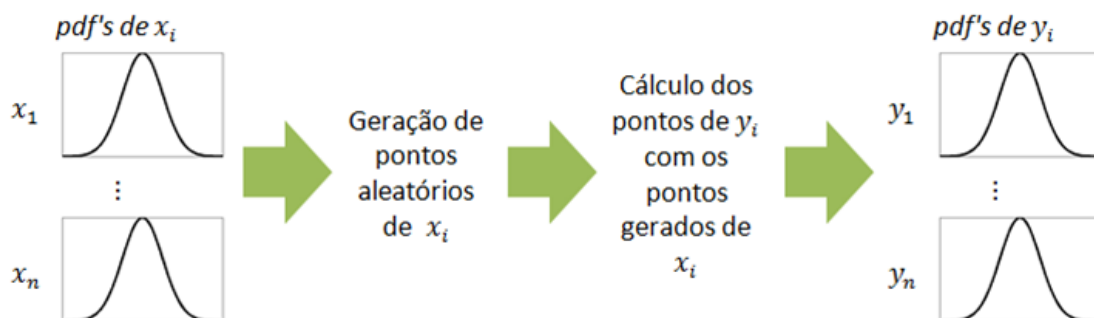 pdf's de xᵢ
x₁
⋮
xₙ
Geração de
pontos
aleatórios
de xᵢ
Cálculo dos
pontos de yᵢ
com os
pontos
gerados de
xᵢ
pdf's de yᵢ
y₁
⋮
yₙ